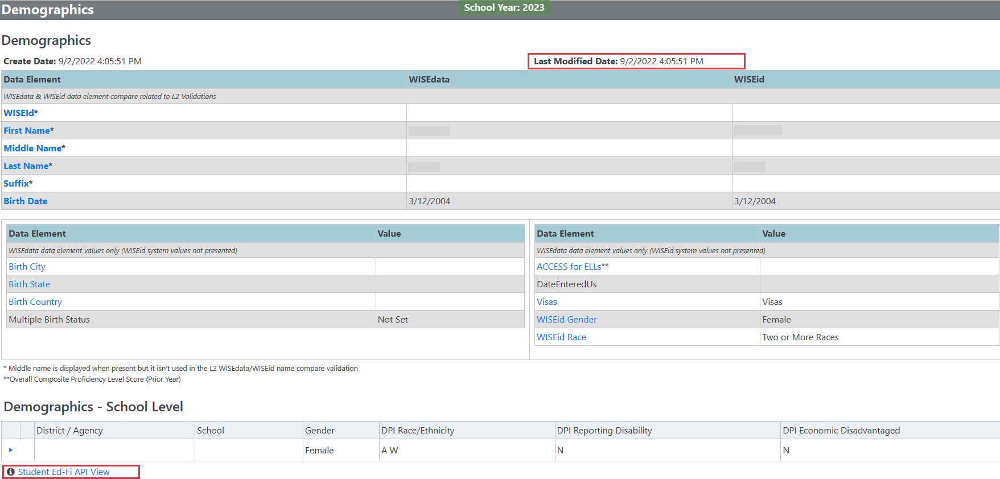 Demographics
School Year: 2023
Demographics
Create Date: 9/2/2022 4:05:51 PM
Last Modified Date: 9/2/2022 4:05:51 PM
Data Element WISEdata WISEid
WISEdata & WISEid data element compare related to L2 Validations
WISEId*
First Name*
Middle Name*
Last Name*
Suffix*
Birth Date 3/12/2004 3/12/2004
Data Element Value
WISEdata data element values only (WISEid system values not presented)
Birth City
Birth State
Birth Country
Multiple Birth Status Not Set
Data Element Value
WISEdata data element values only (WISEid system values not presented)
ACCESS for ELLs**
DateEnteredUs
Visas Visas
WISEid Gender Female
WISEid Race Two or More Races
* Middle name is displayed when present but it isn't used in the L2 WISEdata/WISEid name compare validation
**Overall Composite Proficiency Level Score (Prior Year)
Demographics - School Level
District / Agency School Gender DPI Race/Ethnicity DPI Reporting Disability DPI Economic Disadvantaged
Female A W N N
Student Ed-Fi API View